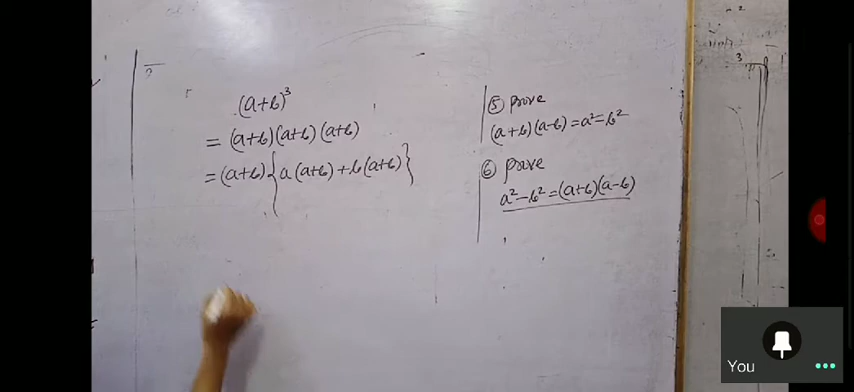 (a+b)³
= (a+b)(a+b)(a+b)
= (a+b){a(a+b)+b(a+b)}
⑤ Prove
(a+b)(a-b)=a²-b²
⑥ Prove
a²-b²=(a+b)(a-b)
You